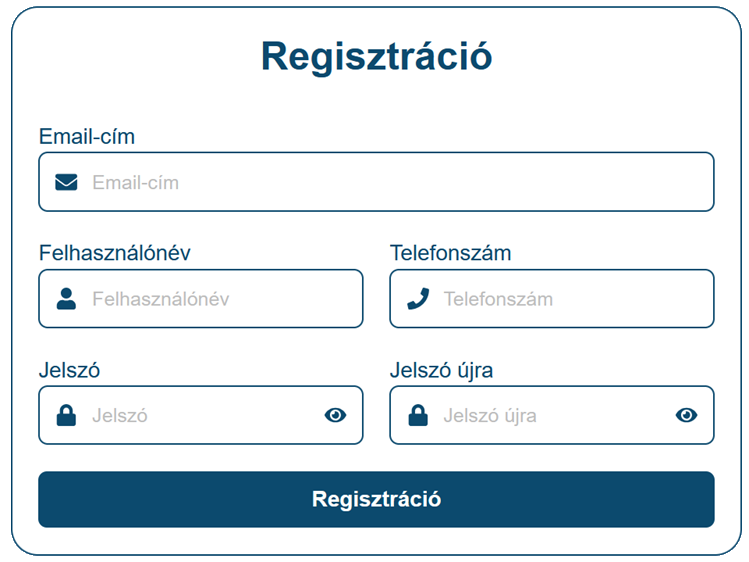 Regisztráció
Email-cím
Email-cím
Felhasználónév Telefonszám
Felhasználónév Telefonszám
Jelszó Jelszó újra
Jelszó Jelszó újra
Regisztráció